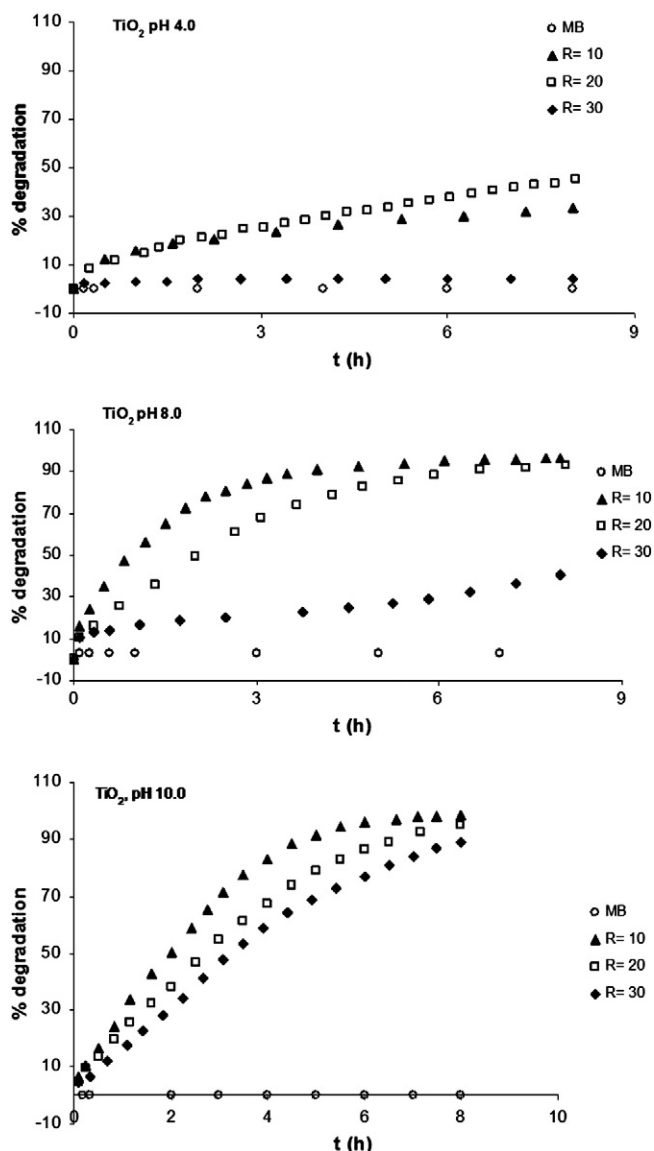 TiO₂ pH 4.0
MB
R= 10
R= 20
R= 30
110
90
70
50
30
10
-10
% degradation
0
3
6
9
t (h)
TiO₂ pH 8.0
MB
R= 10
R= 20
R= 30
110
90
70
50
30
10
-10
% degradation
0
3
6
9
t (h)
TiO₂, pH 10.0
MB
R= 10
R= 20
R= 30
110
90
70
50
30
10
-10
% degradation
0
2
4
6
8
10
t (h)